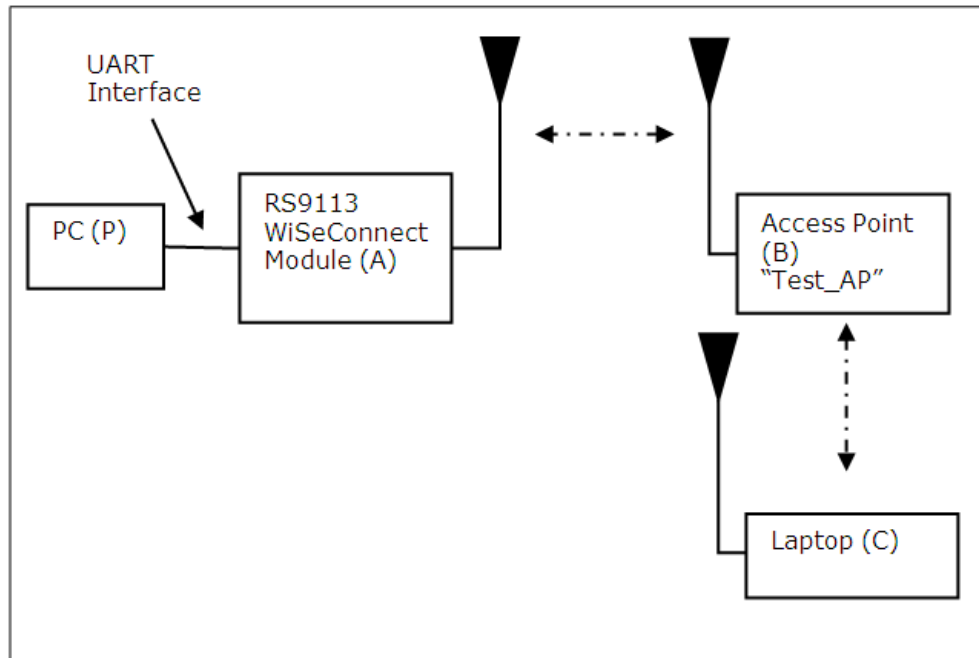 UART
Interface
PC (P)
RS9113
WiSeConnect
Module (A)
Access Point
(B)
“Test_AP”
Laptop (C)